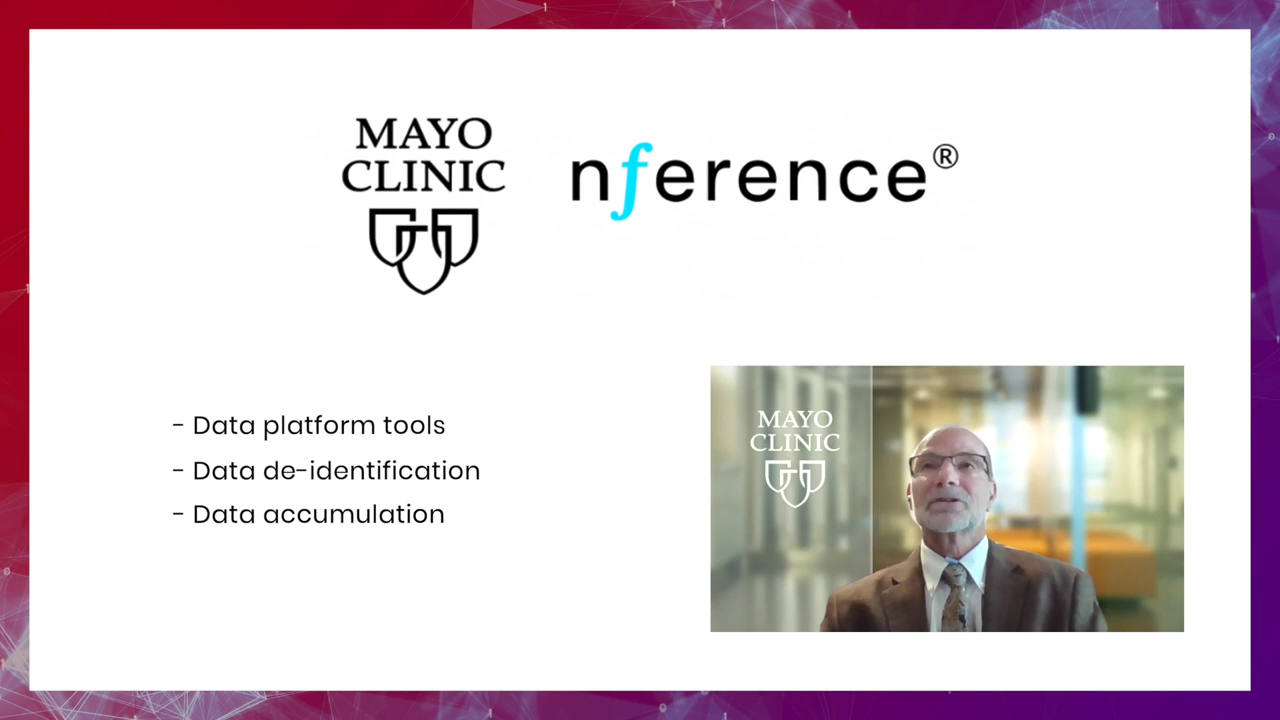 MAYO
CLINIC
nference®
- Data platform tools
- Data de-identification
- Data accumulation
MAYO
CLINIC